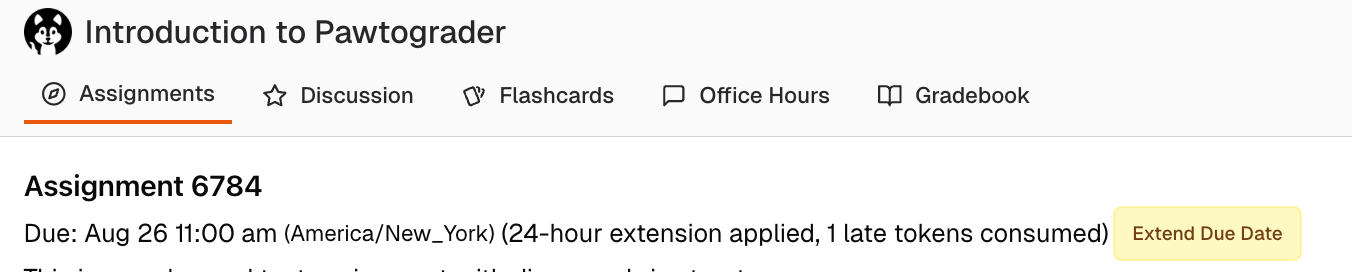 Introduction to Pawtograder
Assignments Discussion Flashcards Office Hours Gradebook
Assignment 6784
Due: Aug 26 11:00 am (America/New_York) (24-hour extension applied, 1 late tokens consumed) Extend Due Date